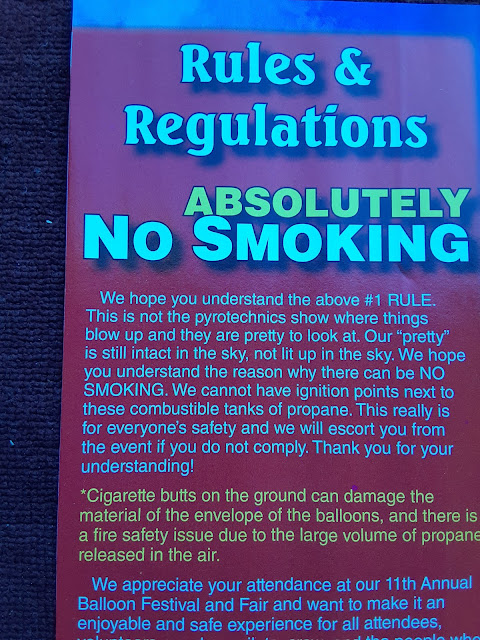 Rules &
Regulations
ABSOLUTELY
NO SMOKING
We hope you understand the above #1 RULE.
This is not the pyrotechnics show where things
blow up and they are pretty to look at. Our “pretty”
is still intact in the sky, not lit up in the sky. We hope
you understand the reason why there can be NO
SMOKING. We cannot have ignition points next to
these combustible tanks of propane. This really is
for everyone’s safety and we will escort you from
the event if you do not comply. Thank you for your
understanding!
*Cigarette butts on the ground can damage the
material of the envelope of the balloons, and there is
a fire safety issue due to the large volume of propane
released in the air.
We appreciate your attendance at our 11th Annual
Balloon Festival and Fair and want to make it an
enjoyable and safe experience for all attendees,
the people who